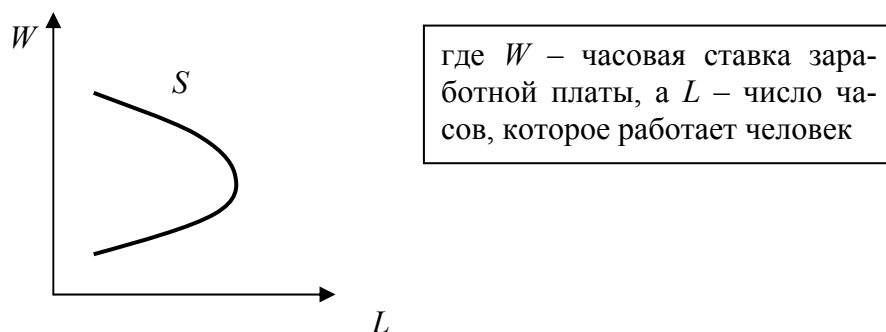 W
S
L
где W – часовая ставка зара-
ботной платы, а L – число ча-
сов, которое работает человек